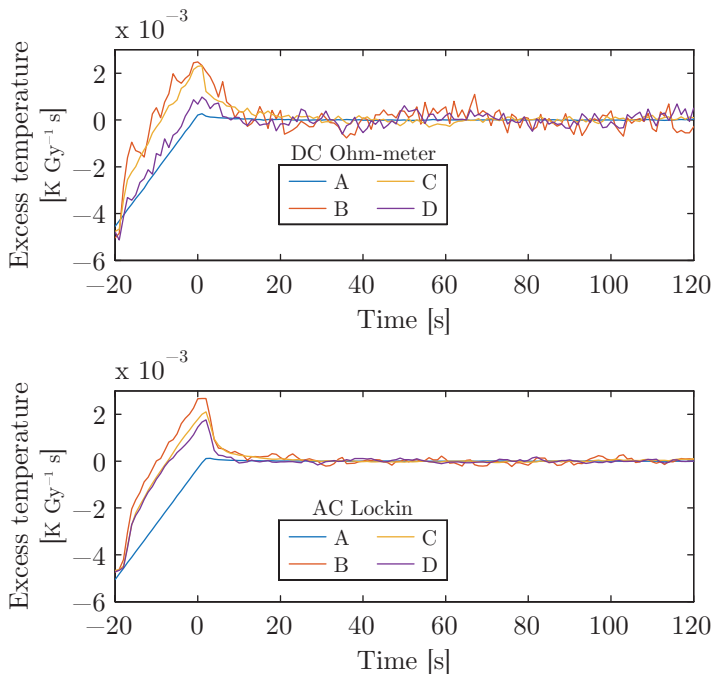 x 10⁻³
Excess temperature
[K Gy⁻¹ s]
2
0
−2
−4
−6
DC Ohm-meter
A C
B D
−20 0 20 40 60 80 100 120
Time [s]
x 10⁻³
Excess temperature
[K Gy⁻¹ s]
2
0
−2
−4
−6
AC Lockin
A C
B D
−20 0 20 40 60 80 100 120
Time [s]